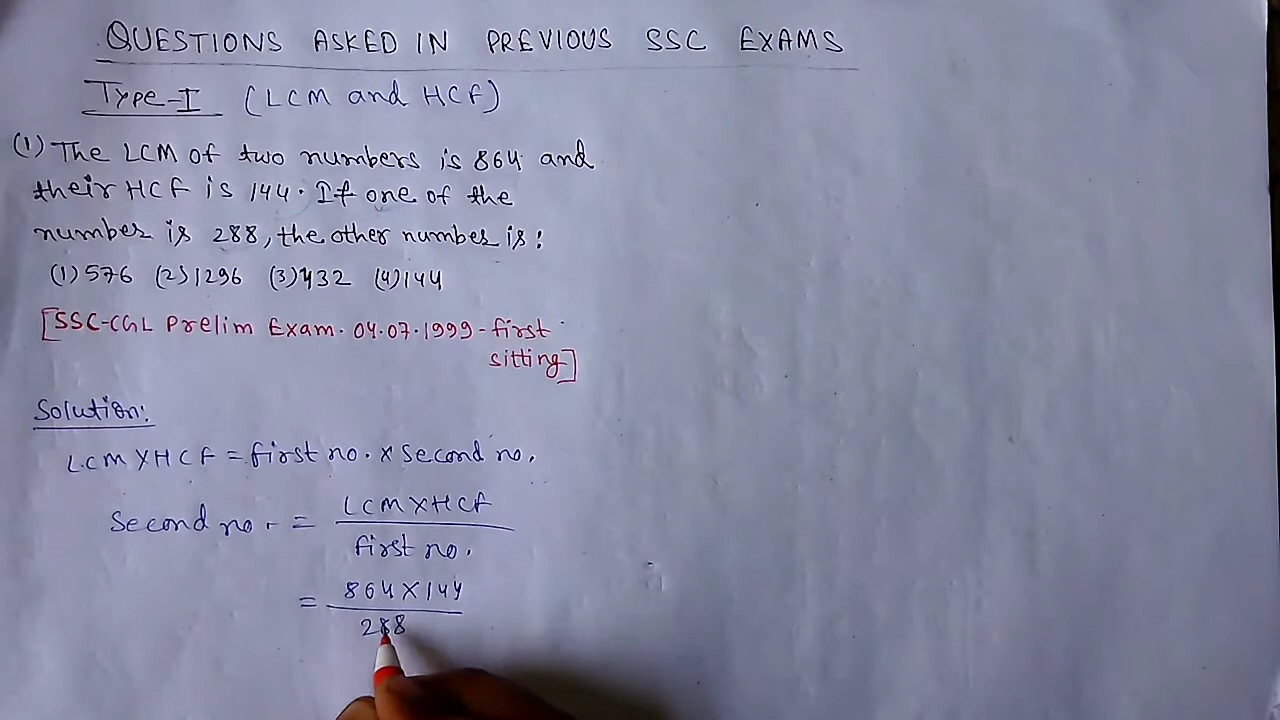 QUESTIONS ASKED IN PREVIOUS SSC EXAMS
Type-I (LCM and HCF)
(1) The LCM of two numbers is 864 and
their HCF is 144. If one of the
number is 288, the other number is:
(1) 576 (2) 1296 (3) 432 (4) 144
[SSC-CGL Prelim Exam. 04.07.1999-first
sitting]
Solution:
LCM X HCF = first no. x second no.
Second no. = LCM X HCF
first no.
= 864 X 144
288